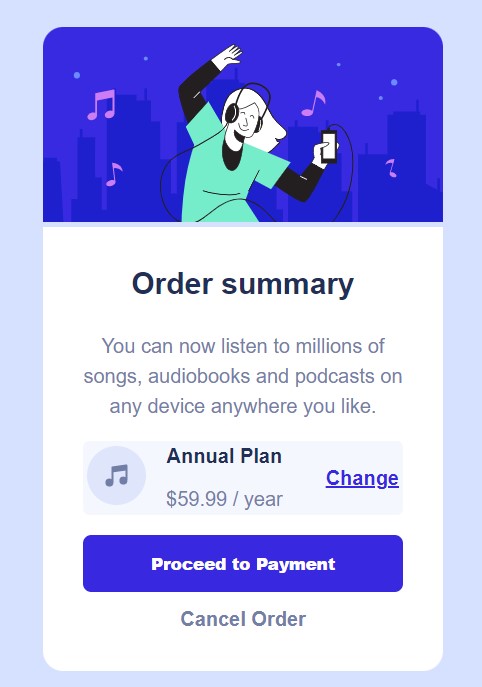 Order summary
You can now listen to millions of
songs, audiobooks and podcasts on
any device anywhere you like.
Annual Plan
$59.99 / year
Change
Proceed to Payment
Cancel Order